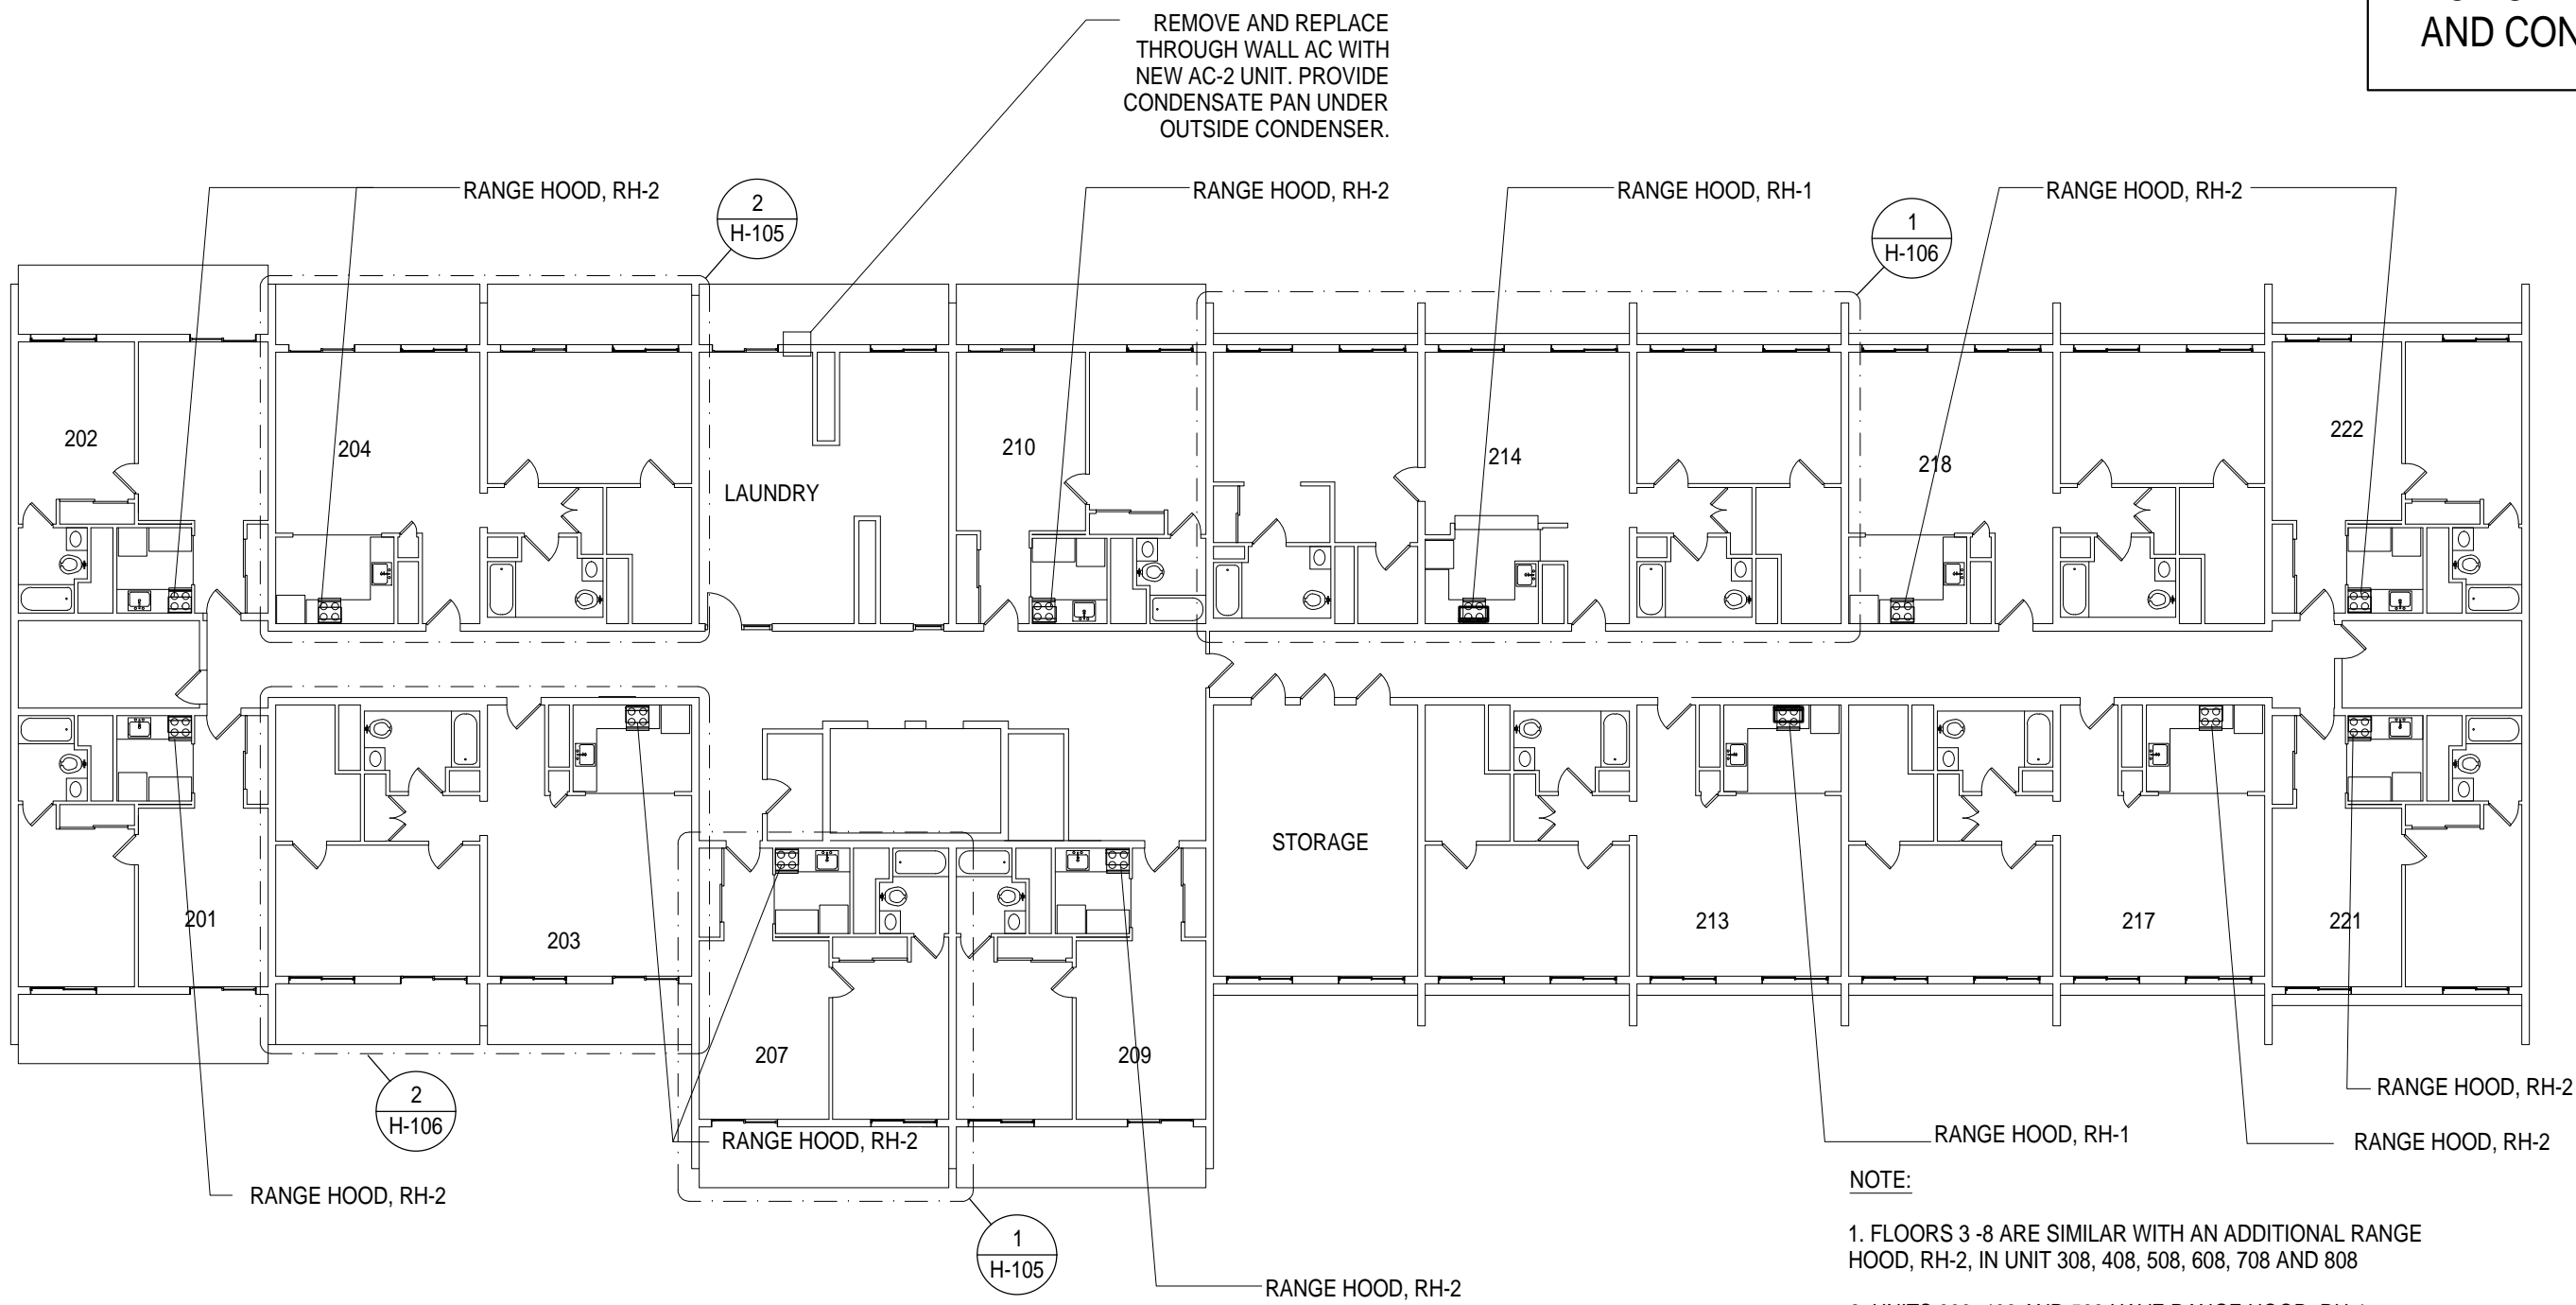 AND CON
REMOVE AND REPLACE
THROUGH WALL AC WITH
NEW AC-2 UNIT. PROVIDE
CONDENSATE PAN UNDER
OUTSIDE CONDENSER.
RANGE HOOD, RH-2
2
H-105
RANGE HOOD, RH-2
RANGE HOOD, RH-1
1
H-106
RANGE HOOD, RH-2
202
204
LAUNDRY
210
214
218
222
201
203
207
209
STORAGE
213
217
221
2
H-106
RANGE HOOD, RH-2
RANGE HOOD, RH-2
1
H-105
RANGE HOOD, RH-2
RANGE HOOD, RH-1
RANGE HOOD, RH-2
RANGE HOOD, RH-2
NOTE:
1. FLOORS 3 -8 ARE SIMILAR WITH AN ADDITIONAL RANGE
HOOD, RH-2, IN UNIT 308, 408, 508, 608, 708 AND 808